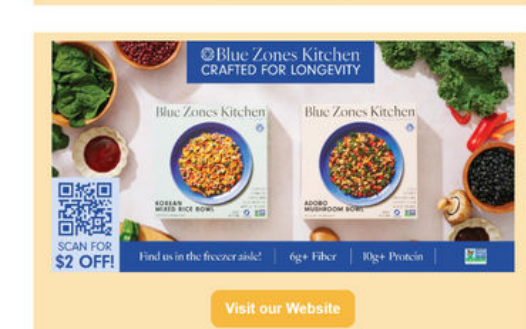 Blue Zones Kitchen
CRAFTED FOR LONGEVITY
Blue Zones Kitchen
Blue Zones Kitchen
KOREAN
MIXED RICE BOWL
ADOBO
MUSHROOM BOWL
SCAN FOR
$2 OFF!
Find us in the freezer aisle! | 6g+ Fiber | 10g+ Protein |
Visit our Website